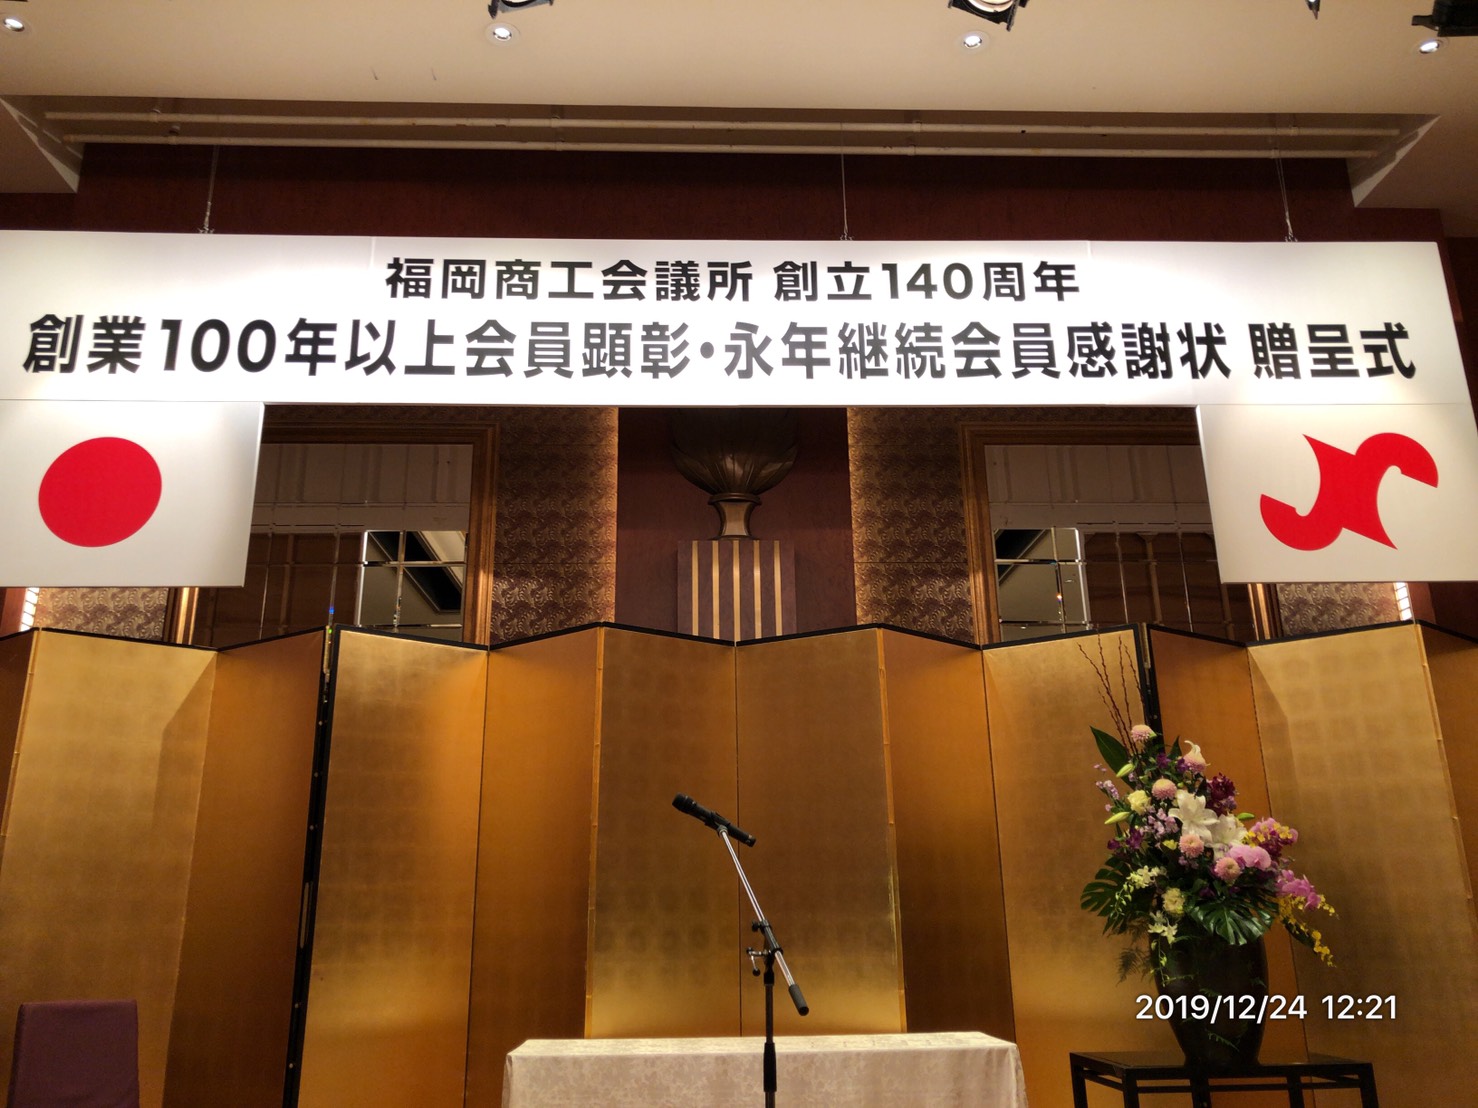 福岡商工会議所 創立140周年
創業100年以上会員顕彰・永年継続会員感謝状 贈呈式
2019/12/24 12:21